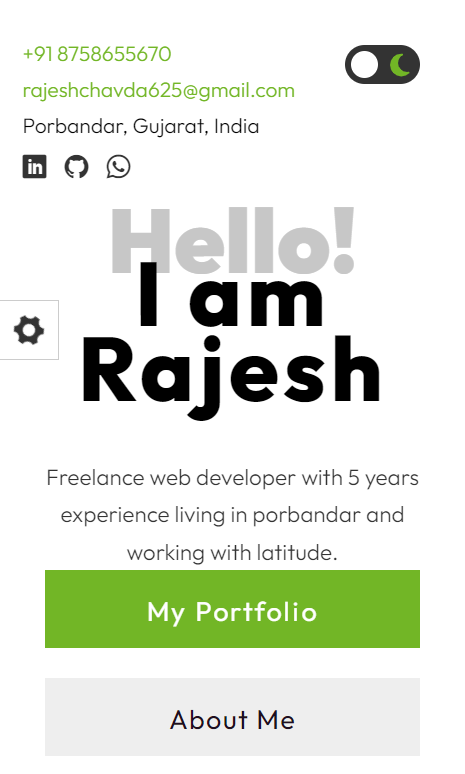 +91 8758655670
rajeshchavda625@gmail.com
Porbandar, Gujarat, India
in
Hello!
I am
Rajesh
Freelance web developer with 5 years
experience living in porbandar and
working with latitude.
My Portfolio
About Me